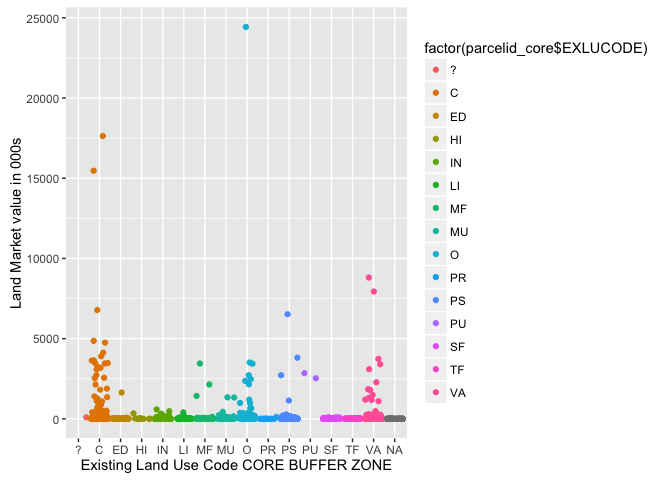 25000
20000
15000
10000
5000
0
Land Market value in 000s
? C ED HI IN LI MF MU O PR PS PU SF TF VA NA
Existing Land Use Code CORE BUFFER ZONE
factor(parcelid_core$EXLUCODE)
?
C
ED
HI
IN
LI
MF
MU
O
PR
PS
PU
SF
TF
VA